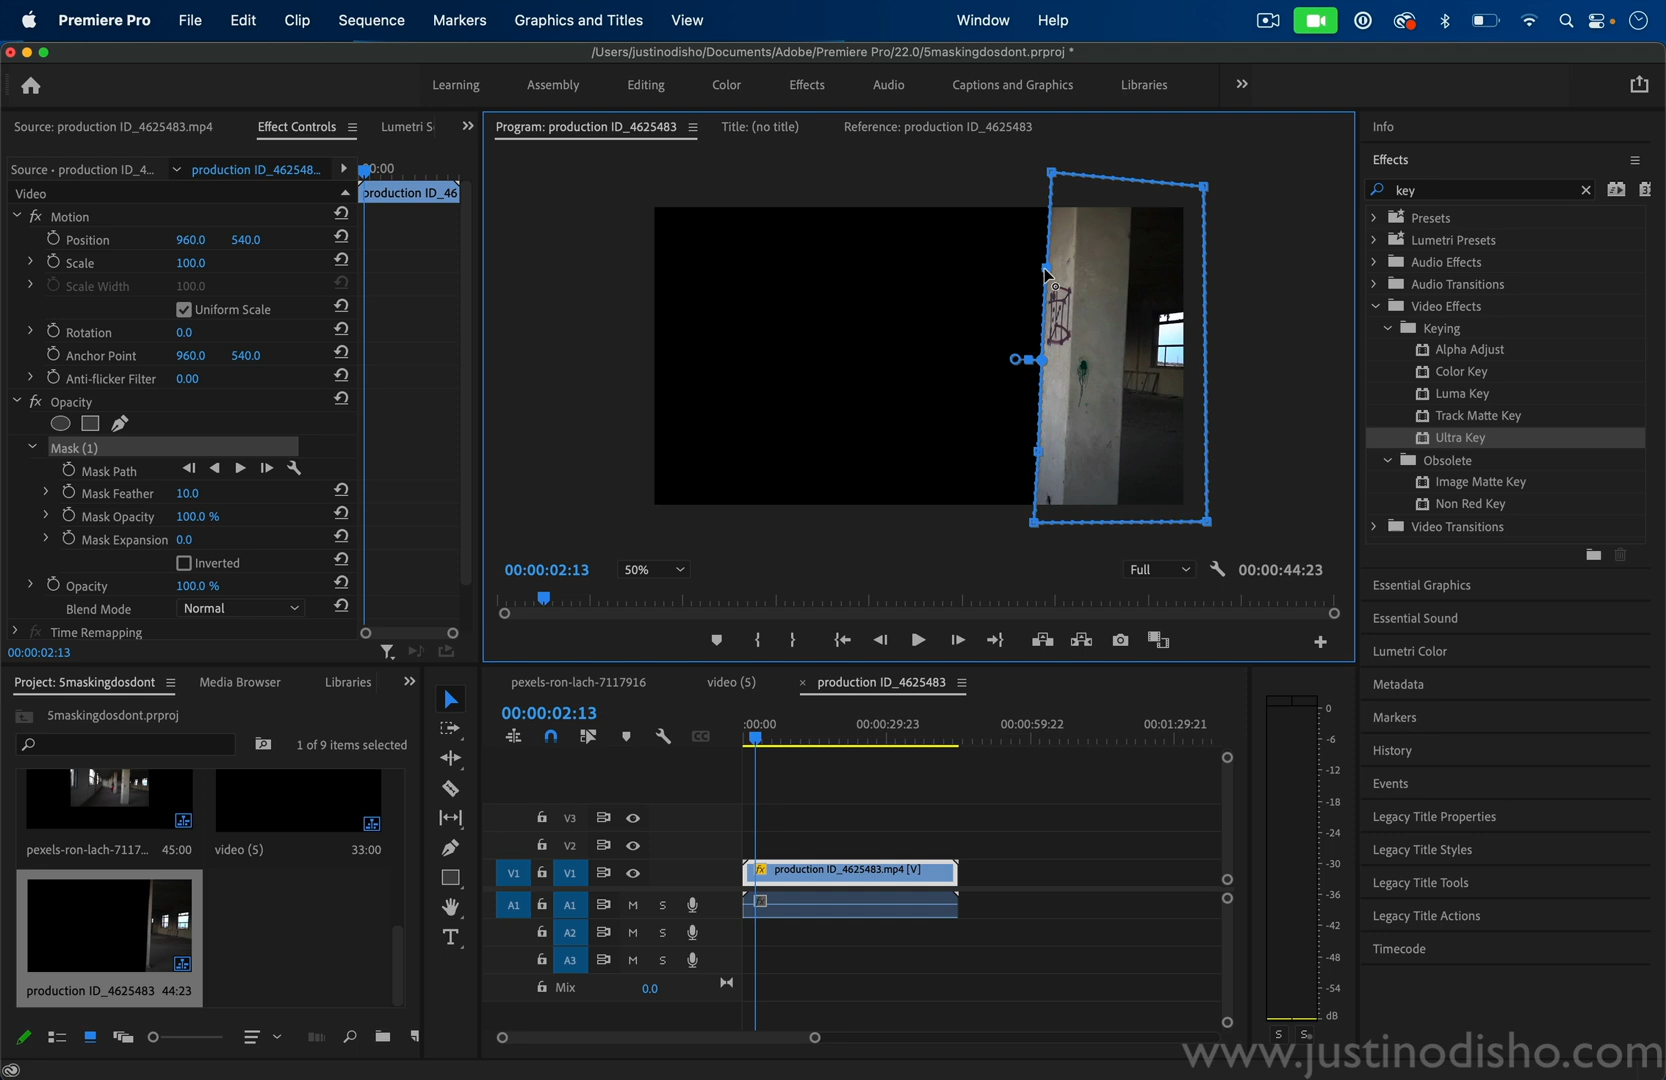 Premiere Pro File Edit Clip Sequence Markers Graphics and Titles View Window Help
/Users/justinodisho/Documents/Adobe/Premiere Pro/22.0/5maskingdosdont.prproj *
Learning Assembly Editing Color Effects Audio Captions and Graphics Libraries
Source: production ID_4625483.mp4 Effect Controls Lumetri S
Program: production ID_4625483 Title: (no title) Reference: production ID_4625483
Info
Source • production ID_4... production ID_462548... :00:00
Video production ID_46
Motion
Position 960.0 540.0
Scale 100.0
Scale Width 100.0
Uniform Scale
Rotation 0.0
Anchor Point 960.0 540.0
Anti-flicker Filter 0.00
Opacity
Mask (1)
Mask Path
Mask Feather 10.0
Mask Opacity 100.0 %
Mask Expansion 0.0
Inverted
Opacity 100.0 %
Blend Mode Normal
Time Remapping
00:00:02:13
00:00:02:13 50% Full 00:00:44:23
Effects
key
Presets
Lumetri Presets
Audio Effects
Audio Transitions
Video Effects
Keying
Alpha Adjust
Color Key
Luma Key
Track Matte Key
Ultra Key
Obsolete
Image Matte Key
Non Red Key
Video Transitions
Essential Graphics
Essential Sound
Lumetri Color
Metadata
Markers
History
Events
Legacy Title Properties
Legacy Title Styles
Legacy Title Tools
Legacy Title Actions
Timecode
Project: 5maskingdosdont Media Browser Libraries
5maskingdosdont.prproj
1 of 9 items selected
pexels-ron-lach-7117... 45:00 video (5) 33:00
production ID_4625483 44:23
pexels-ron-lach-7117916 video (5) × production ID_4625483
00:00:02:13
:00:00 00:00:29:23 00:00:59:22 00:01:29:21
V3
V2
V1 V1 fx production ID_4625483.mp4 [V]
A1 A1 M S fx
A2 M S
A3 M S
Mix 0.0
0
-6
-12
-18
-24
-30
-36
-42
-48
-54
dB
S S
www.justinodisho.com